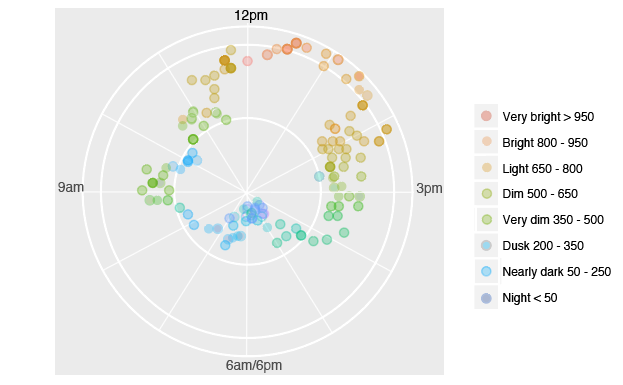 12pm
9am
3pm
6am/6pm
Very bright > 950
Bright 800 - 950
Light 650 - 800
Dim 500 - 650
Very dim 350 - 500
Dusk 200 - 350
Nearly dark 50 - 250
Night < 50